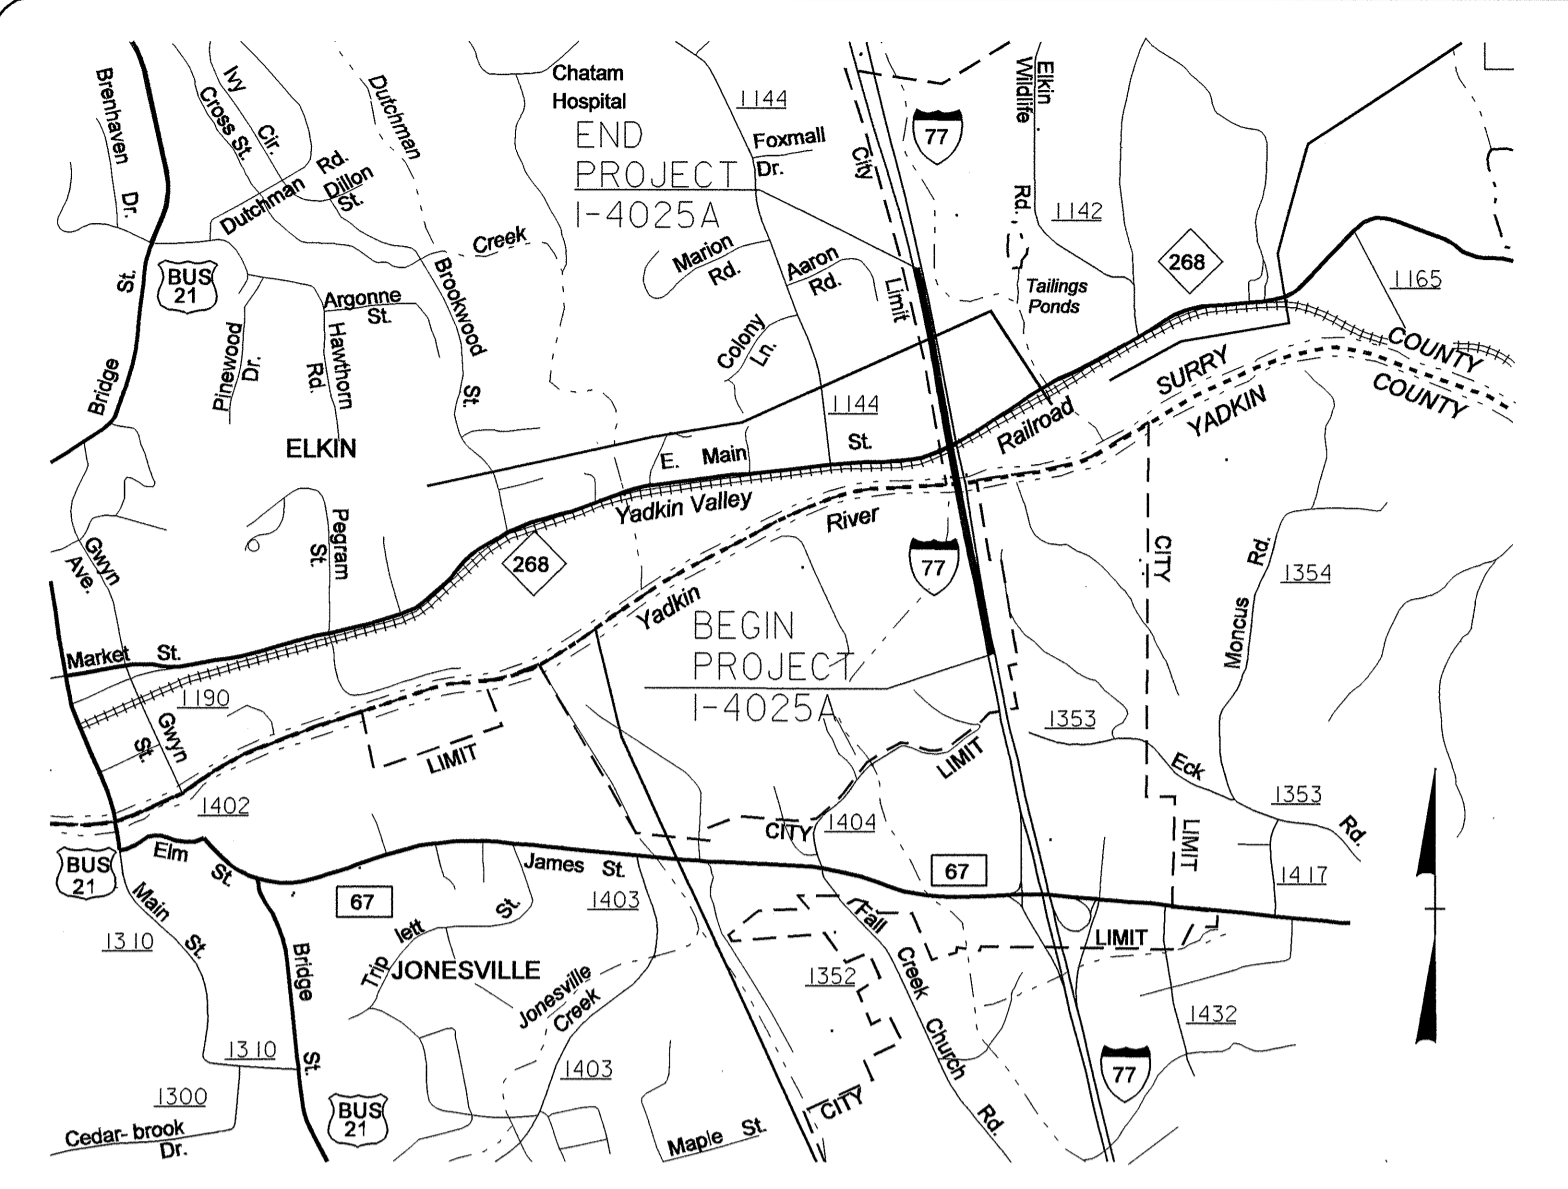 Brenhaven
Dr.
Ivy
Cir.
Cross St.
Dutchman
Rd.
Dutchman
Dillon
St.
Creek
Chatam
Hospital
END
PROJECT
I-4025A
1144
Foxmall
Dr.
City
Limit
77
Elkin
Wildlife
Rd.
1142
268
1165
BUS
21
St.
Bridge
Argonne
St.
Brookwood
St.
Pinewood
Dr.
Hawthorn
Rd.
Marion
Rd.
Aaron
Rd.
Colony
Ln.
Tailings
Ponds
COUNTY
SURRY
YADKIN
COUNTY
1144
E. Main St.
Railroad
ELKIN
Yadkin Valley
River
Yadkin
Pegram
St.
268
77
CITY
1354
Moncus Rd.
Gwyn
Ave.
Market St.
1190
Gwyn
St.
BEGIN
PROJECT
I-4025A
1353
LIMIT
LIMIT
Eck
Rd.
1353
1402
CITY
1404
LIMIT
BUS
21
Elm
St.
James St.
67
67
1417
Main
St.
1310
Trip lett St.
1403
Fall
Creek
Church
Rd.
LIMIT
JONESVILLE
Bridge
St.
Jonesville
Creek
1352
1432
1310
1403
77
1300
BUS
21
CITY
Cedar- brook
Dr.
Maple St.